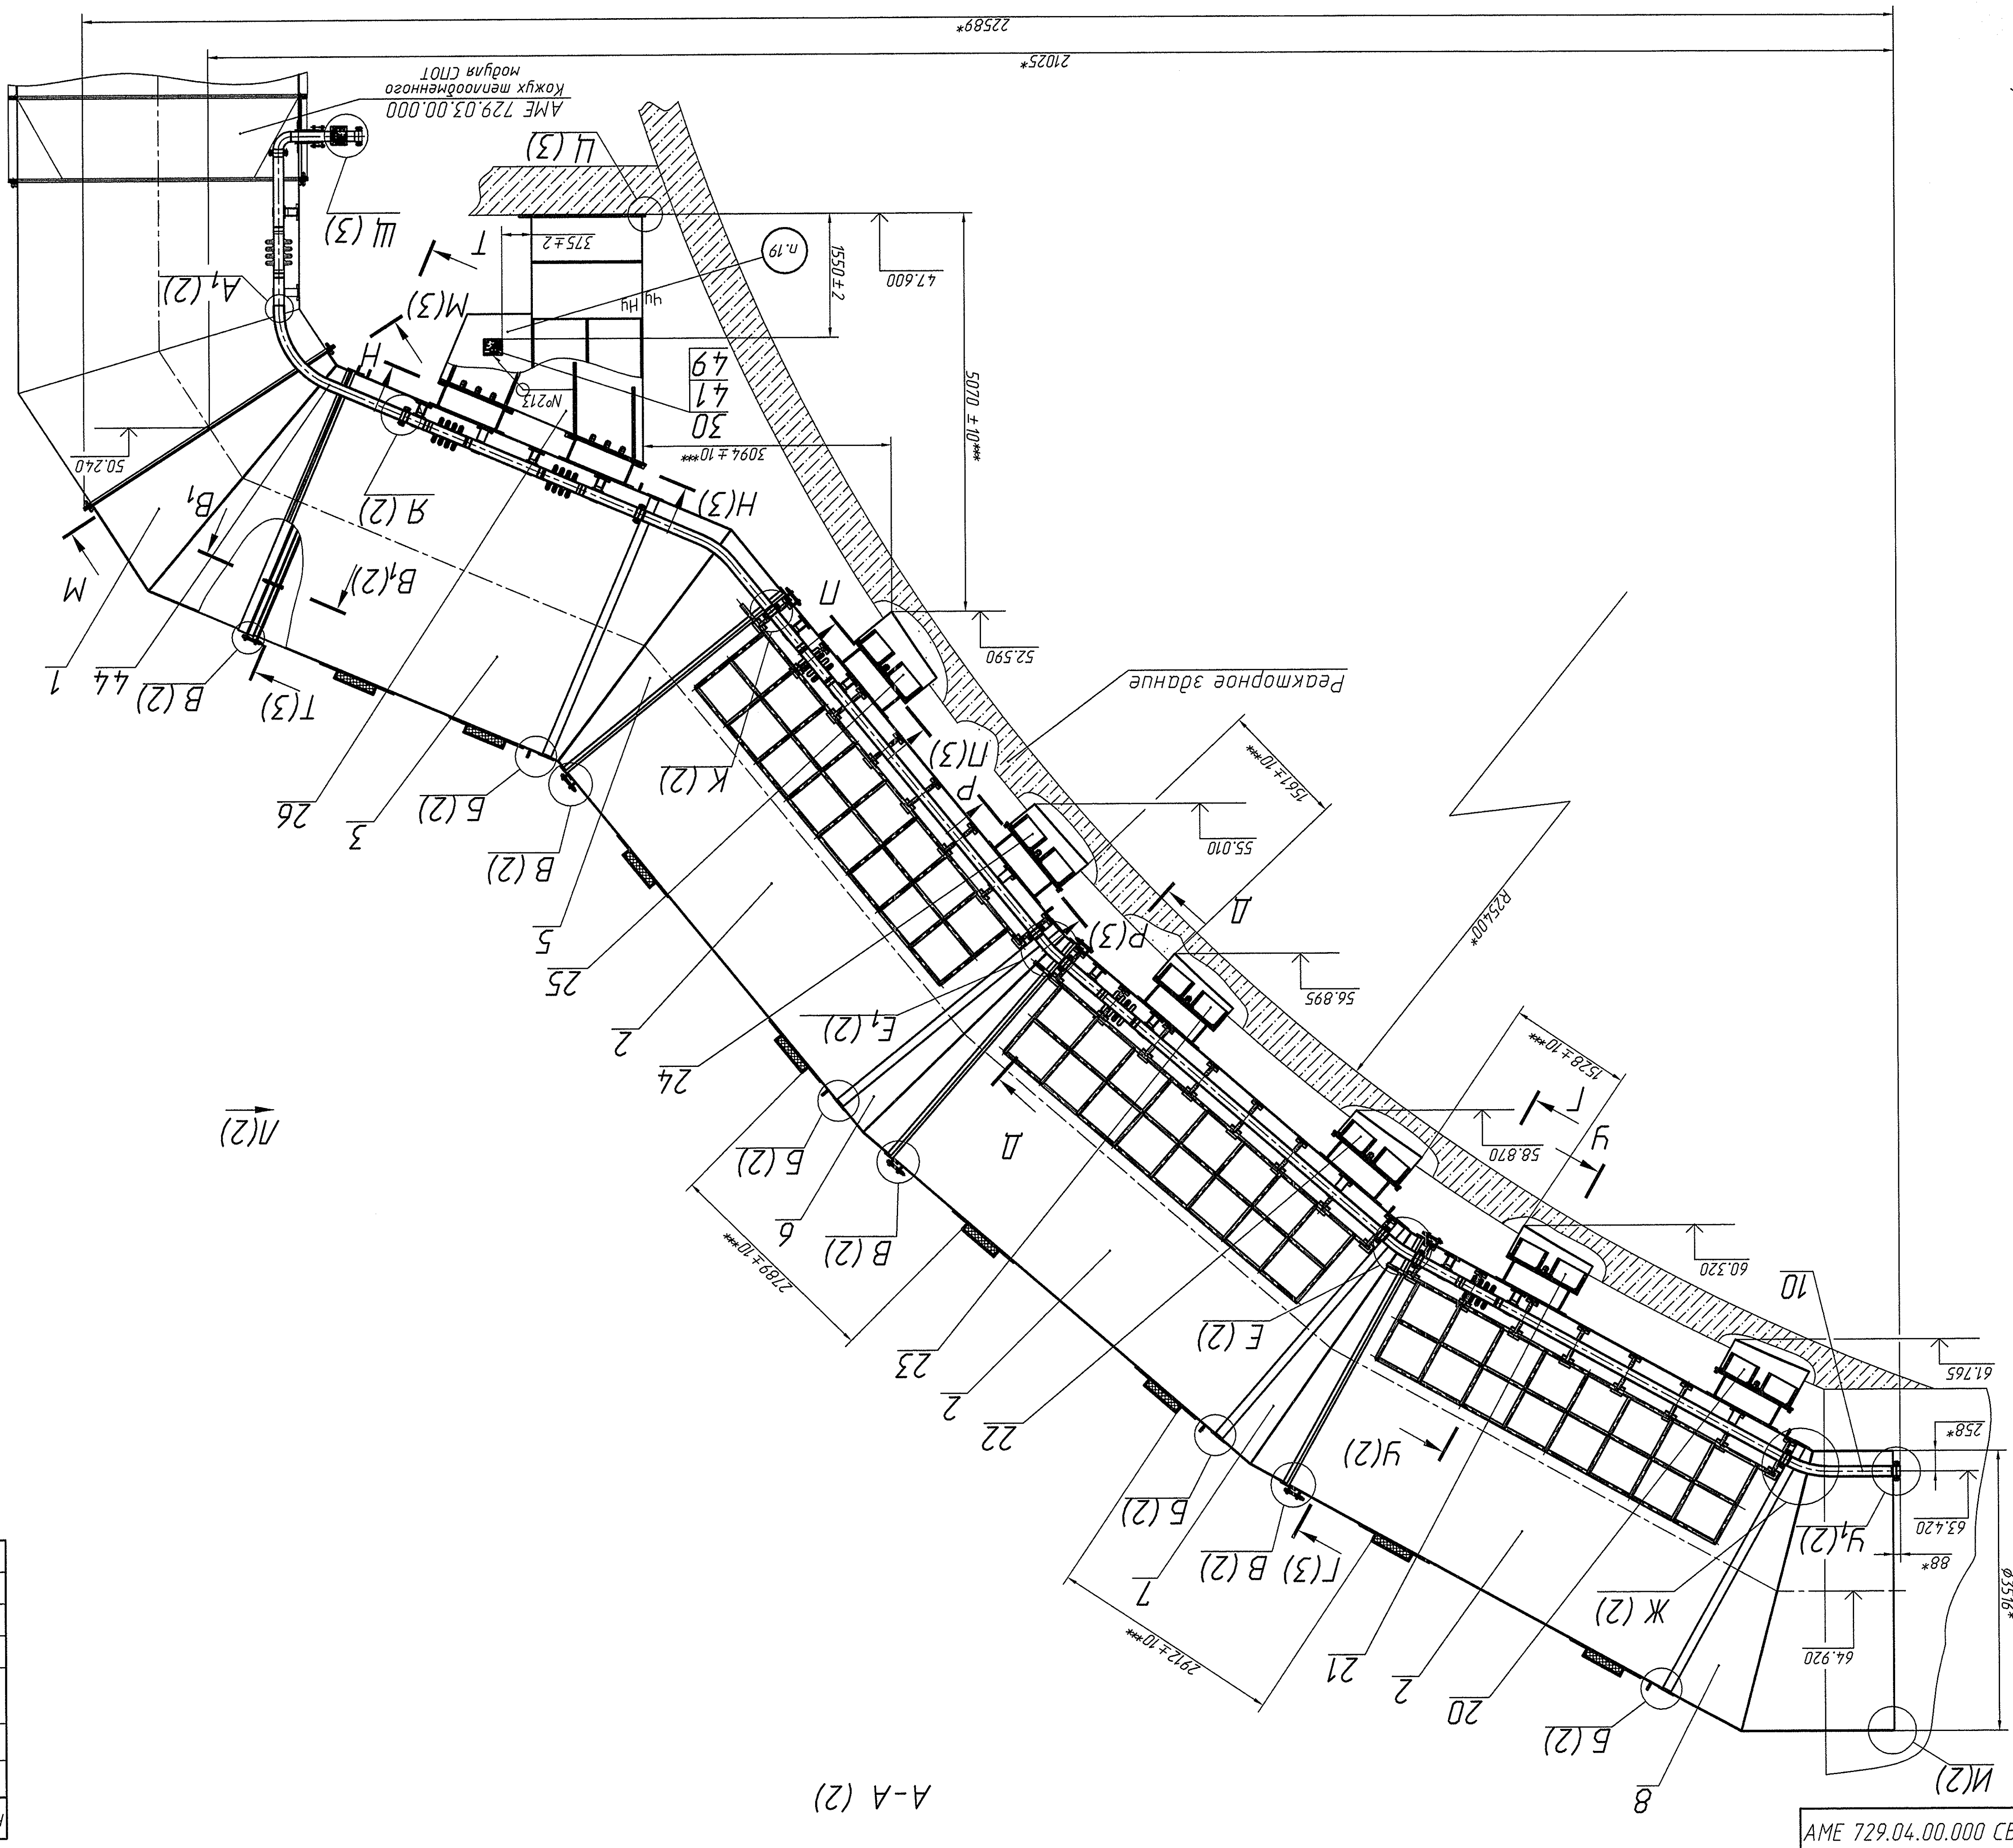 АМЕ 729.04.00.000 СБ
А-А (2)
И(2)
8
Б (2)
20
2
21
Ж (2)
64.920
ø3516*
88*
63.420
У₁(2)
258*
61.765
10
60.320
2912±10***
7
Г(3)
В (2)
Б (2)
У(2)
22
2
23
Е (2)
У
Г
58.870
1528±10***
R25400*
56.895
Д
2789±10***
6
В (2)
Б (2)
Д
24
Е₁(2)
2
25
5
В (2)
Р(3)
Р
55.010
1561±10***
Реакторное здание
П(3)
К (2)
П
52.590
Л(2)
Б (2)
3
26
Т(3)
В (2)
44
1
М
В₁(2)
В₁
Я (2)
Н(3)
Н
3094±10***
5070 ±10***
50.240
30
41
49
№213
М(3)
Т
Чу Ну
п.19
375±2
1550±2
47.600
А₁(2)
Щ (3)
Ц (3)
АМЕ 729.03.00.000
Кожух теплообменного
модуля СПОТ
21025*
22589*